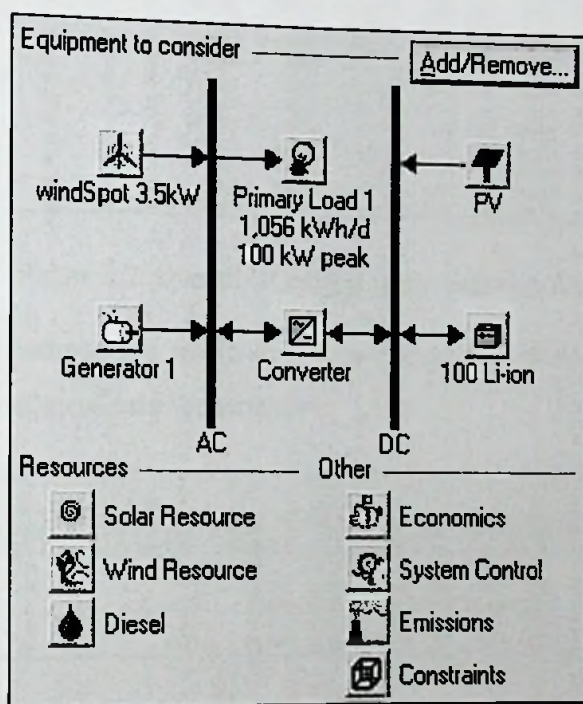 Equipment to consider
Add/Remove...
windSpot 3.5kW
Primary Load 1
1,056 kWh/d
100 kW peak
PV
Generator 1
Converter
100 Li-ion
AC
DC
Resources
Other
Solar Resource
Economics
Wind Resource
System Control
Diesel
Emissions
Constraints